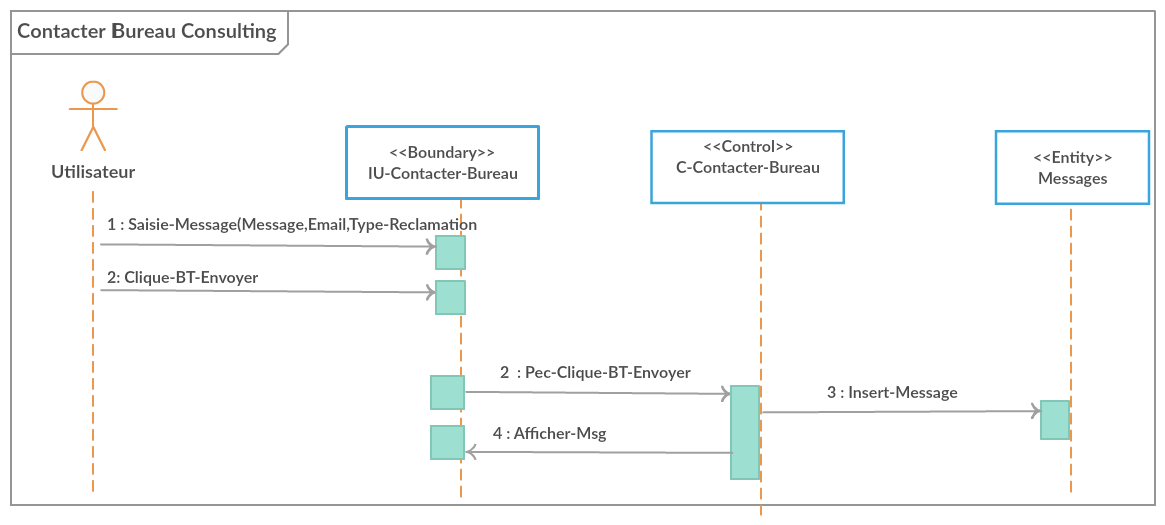 Contacter Bureau Consulting
Utilisateur
<<Boundary>>
IU-Contacter-Bureau
<<Control>>
C-Contacter-Bureau
<<Entity>>
Messages
1 : Saisie-Message(Message,Email,Type-Reclamation
2: Clique-BT-Envoyer
2 : Pec-Clique-BT-Envoyer
3 : Insert-Message
4 : Afficher-Msg